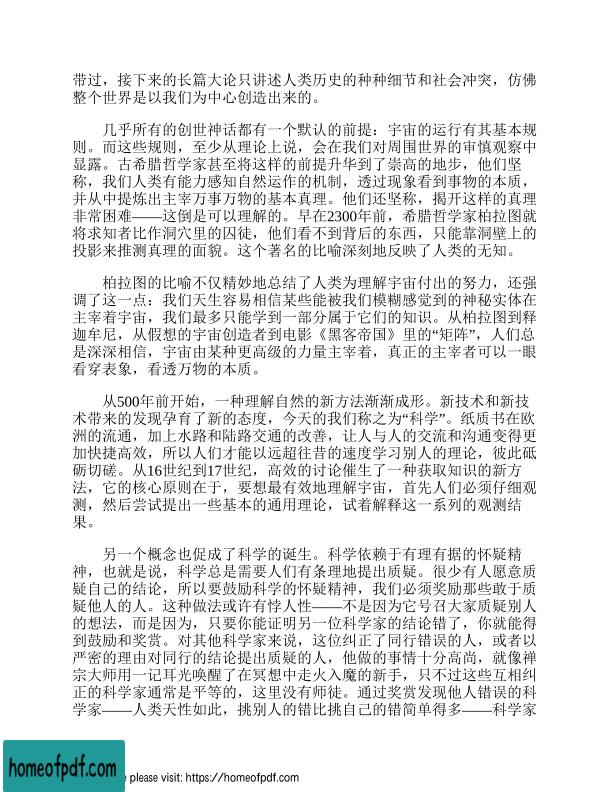 带过，接下来的长篇大论只讲述人类历史的种种细节和社会冲突，仿佛
整个世界是以我们为中心创造出来的。
几乎所有的创世神话都有一个默认的前提：宇宙的运行有其基本规
则。而这些规则，至少从理论上说，会在我们对周围世界的审慎观察中
显露。古希腊哲学家甚至将这样的前提升华到了崇高的地步，他们坚
称，我们人类有能力感知自然运作的机制，透过现象看到事物的本质，
并从中提炼出主宰万事万物的基本真理。他们还坚称，揭开这样的真理
非常困难——这倒是可以理解的。早在2300年前，希腊哲学家柏拉图就
将求知者比作洞穴里的囚徒，他们看不到背后的东西，只能靠洞壁上的
投影来推测真理的面貌。这个著名的比喻深刻地反映了人类的无知。
柏拉图的比喻不仅精妙地总结了人类为理解宇宙付出的努力，还强
调了这一点：我们天生容易相信某些能被我们模糊感觉到的神秘实体在
主宰着宇宙，我们最多只能学到一部分属于它们的知识。从柏拉图到释
迦牟尼，从假想的宇宙创造者到电影《黑客帝国》里的“矩阵”，人们总
是深深相信，宇宙由某种更高级的力量主宰着，真正的主宰者可以一眼
看穿表象，看透万物的本质。
从500年前开始，一种理解自然的新方法渐渐成形。新技术和新技
术带来的发现孕育了新的态度，今天的我们称之为“科学”。纸质书在欧
洲的流通，加上水路和陆路交通的改善，让人与人的交流和沟通变得更
加快捷高效，所以人们才能以远超往昔的速度学习别人的理论，彼此砥
砺切磋。从16世纪到17世纪，高效的讨论催生了一种获取知识的新方
法，它的核心原则在于，要想最有效地理解宇宙，首先人们必须仔细观
测，然后尝试提出一些基本的通用理论，试着解释这一系列的观测结
果。
另一个概念也促成了科学的诞生。科学依赖于有理有据的怀疑精
神，也就是说，科学总是需要人们有条理地提出质疑。很少有人愿意质
疑自己的结论，所以要鼓励科学的怀疑精神，我们必须奖励那些敢于质
疑他人的人。这种做法或许有悖人性——不是因为它号召大家质疑别人
的想法，而是因为，只要你能证明另一位科学家的结论错了，你就能得
到鼓励和奖赏。对其他科学家来说，这位纠正了同行错误的人，或者以
严密的理由对同行的结论提出质疑的人，他做的事情十分高尚，就像禅
宗大师用一记耳光唤醒了在冥想中走火入魔的新手，只不过这些互相纠
正的科学家通常是平等的，这里没有师徒。通过奖赏发现他人错误的科
学家——人类天性如此，挑别人的错比挑自己的错简单得多——科学家
homeofpdf.com
please visit: https://homeofpdf.com